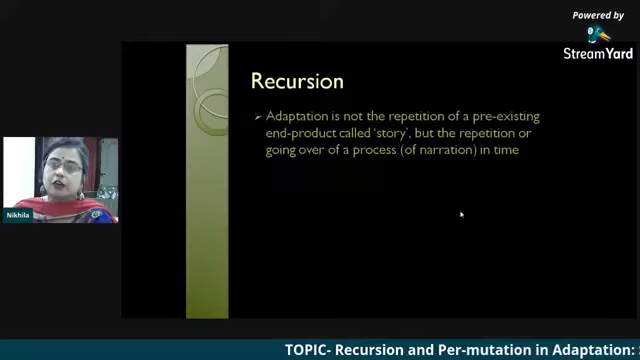 Powered by
StreamYard
Recursion
Adaptation is not the repetition of a pre-existing
end-product called 'story', but the repetition or
going over of a process (of narration) in time
Nikhila
TOPIC- Recursion and Per-mutation in Adaptation: